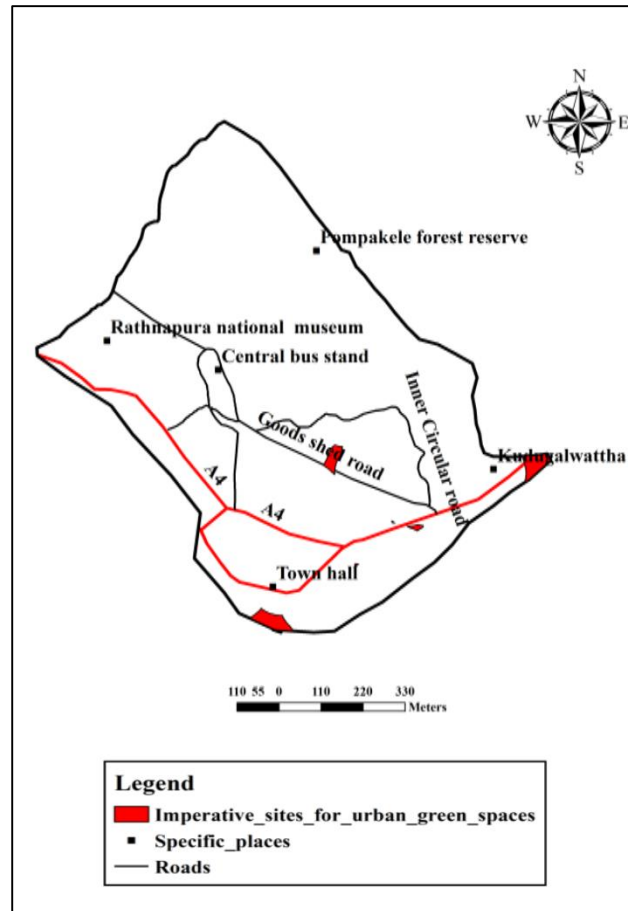 N
W E
S
Pompakele forest reserve
Rathnapura national museum
Central bus stand
Inner Circular road
Goods shed road
Kudugalwattha
A4
A4
Town hall
110 55 0 110 220 330
Meters
Legend
Imperative_sites_for_urban_green_spaces
Specific_places
Roads